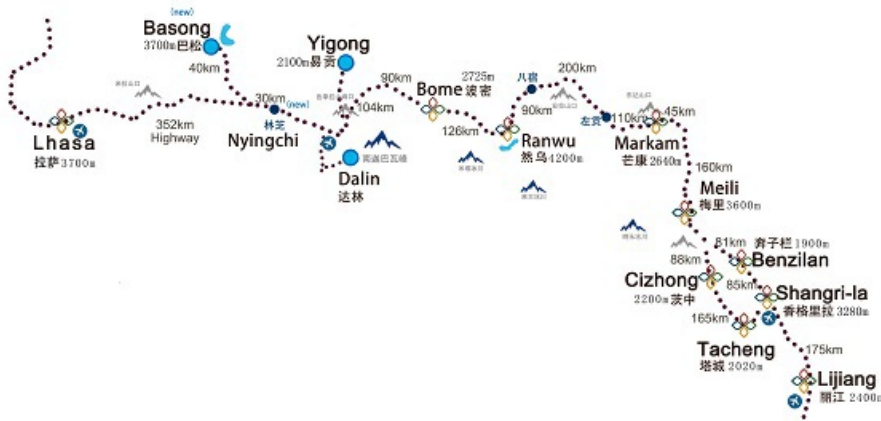 (new)
Basong
3700m巴松
40km
Yigong
2100m易贡
352km
Highway
Lhasa
拉萨3700m
30km
(new)
林芝
Nyingchi
104km
90km
南迦巴瓦峰
Dalin
达林
Bome
2725m
波密
126km
八宿
90km
Ranwu
然乌4200m
200km
左贡
110km
45km
Markam
芒康2640m
160km
Meili
梅里3600m
81km
奔子栏1900m
Benzilan
88km
Cizhong
2200m茨中
85km
Shangri-la
香格里拉3280m
165km
Tacheng
塔城2020m
175km
Lijiang
丽江2400m